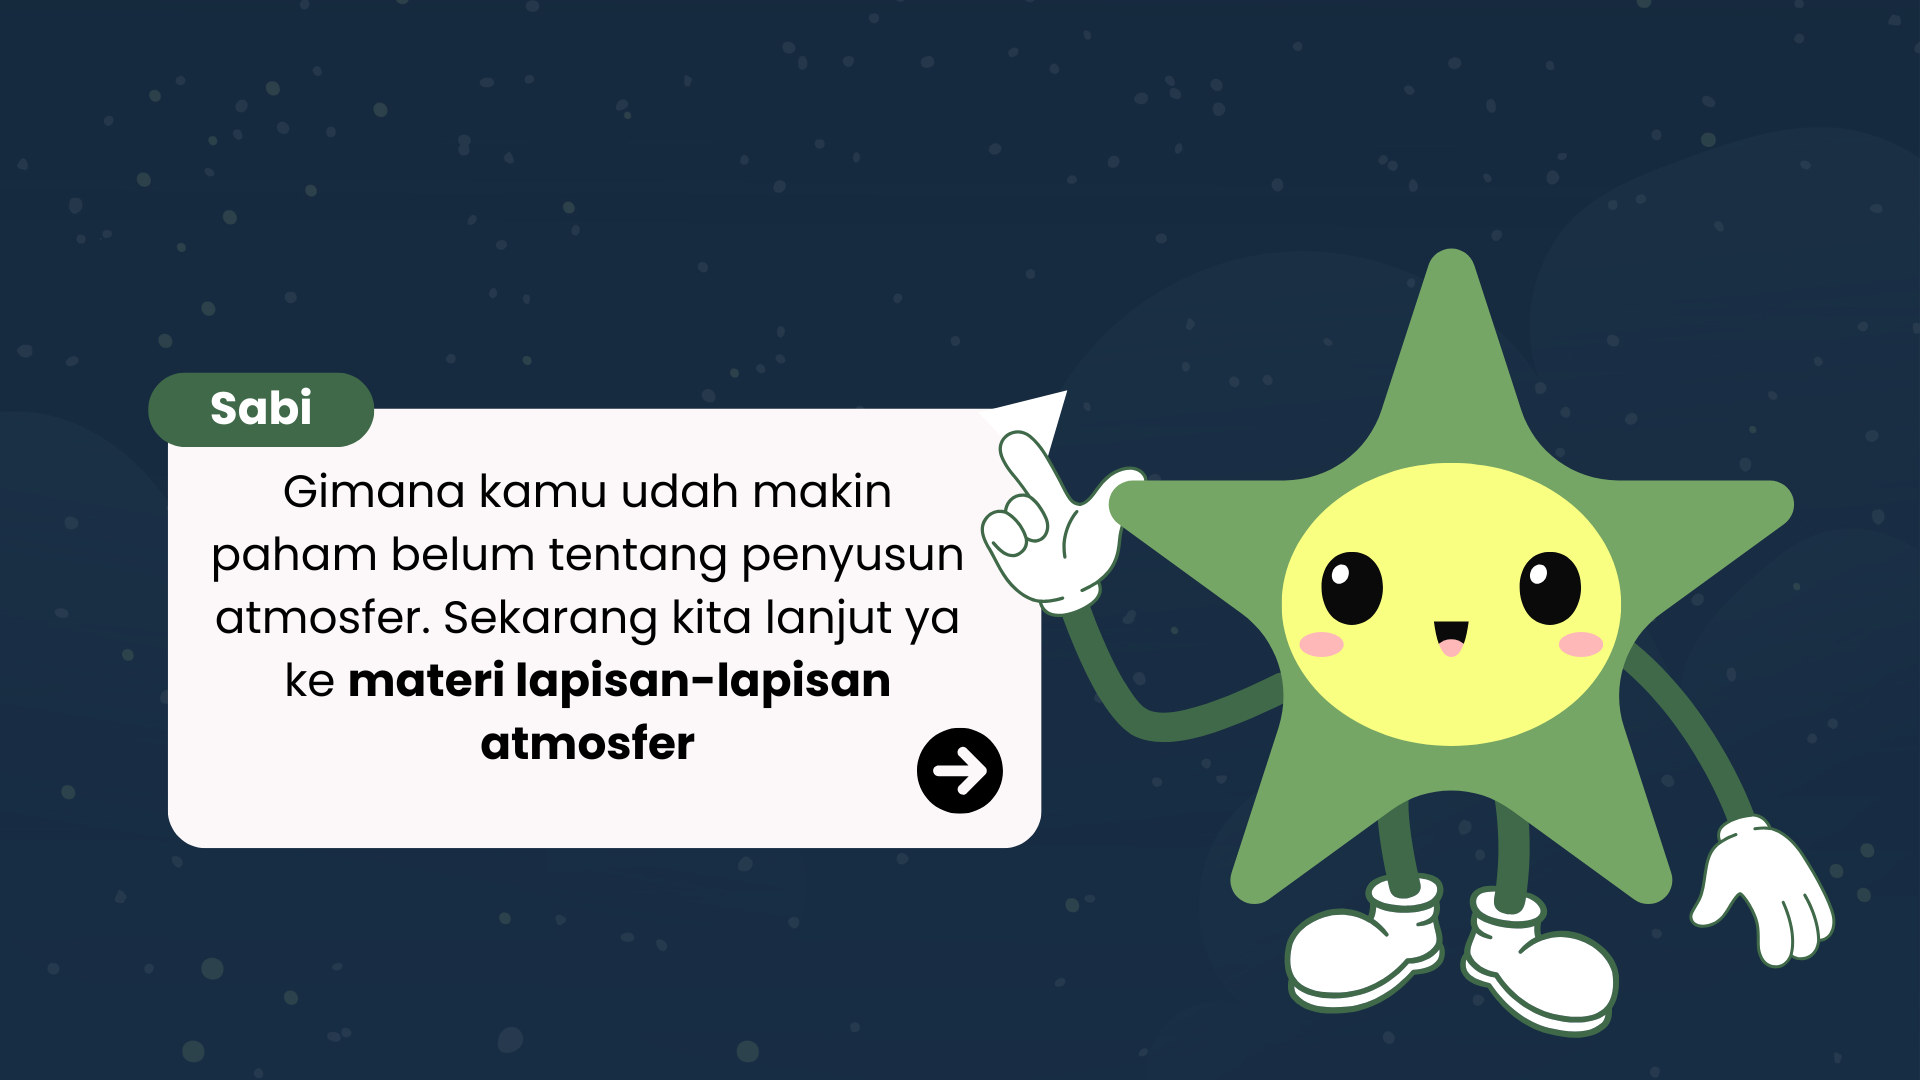 Sabi
Gimana kamu udah makin
paham belum tentang penyusun
atmosfer. Sekarang kita lanjut ya
ke materi lapisan-lapisan
atmosfer